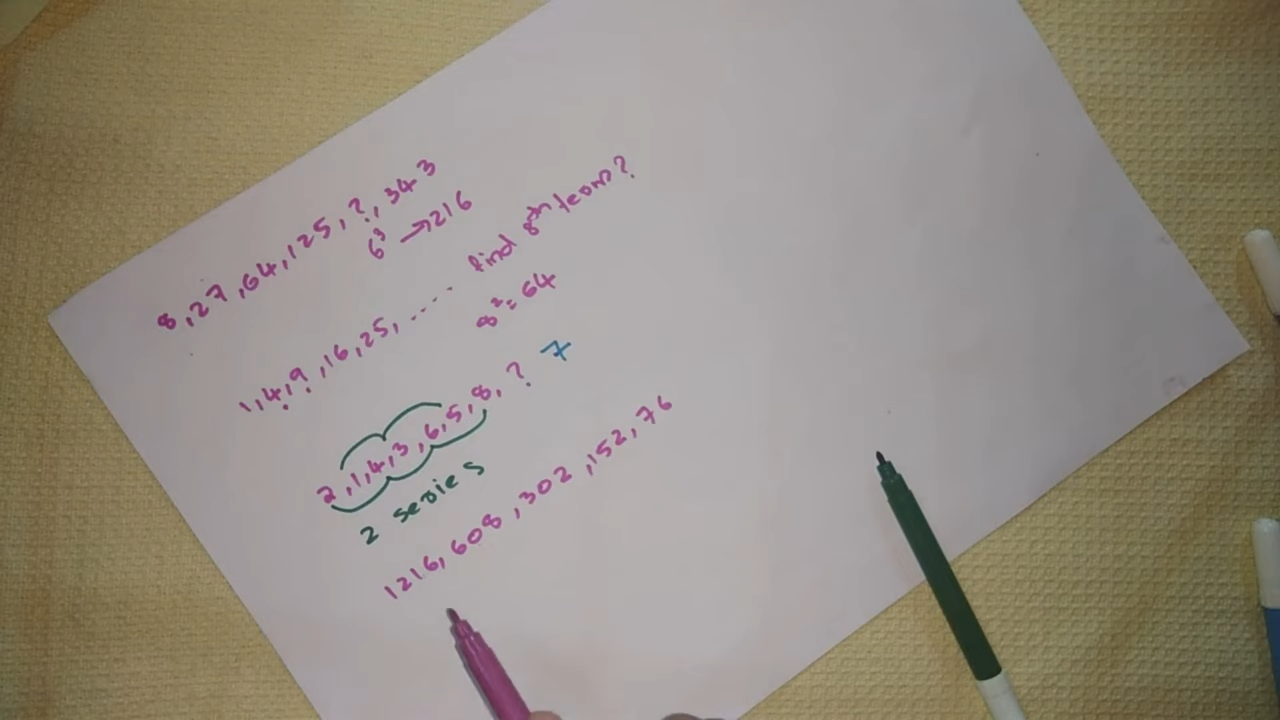 8,27,64,125,?,343
6³→216
1,4,9,16,25,.... find 8th term?
8²=64
2,1,4,3,6,5,8,? 7
2 series
1216,608,302,152,76